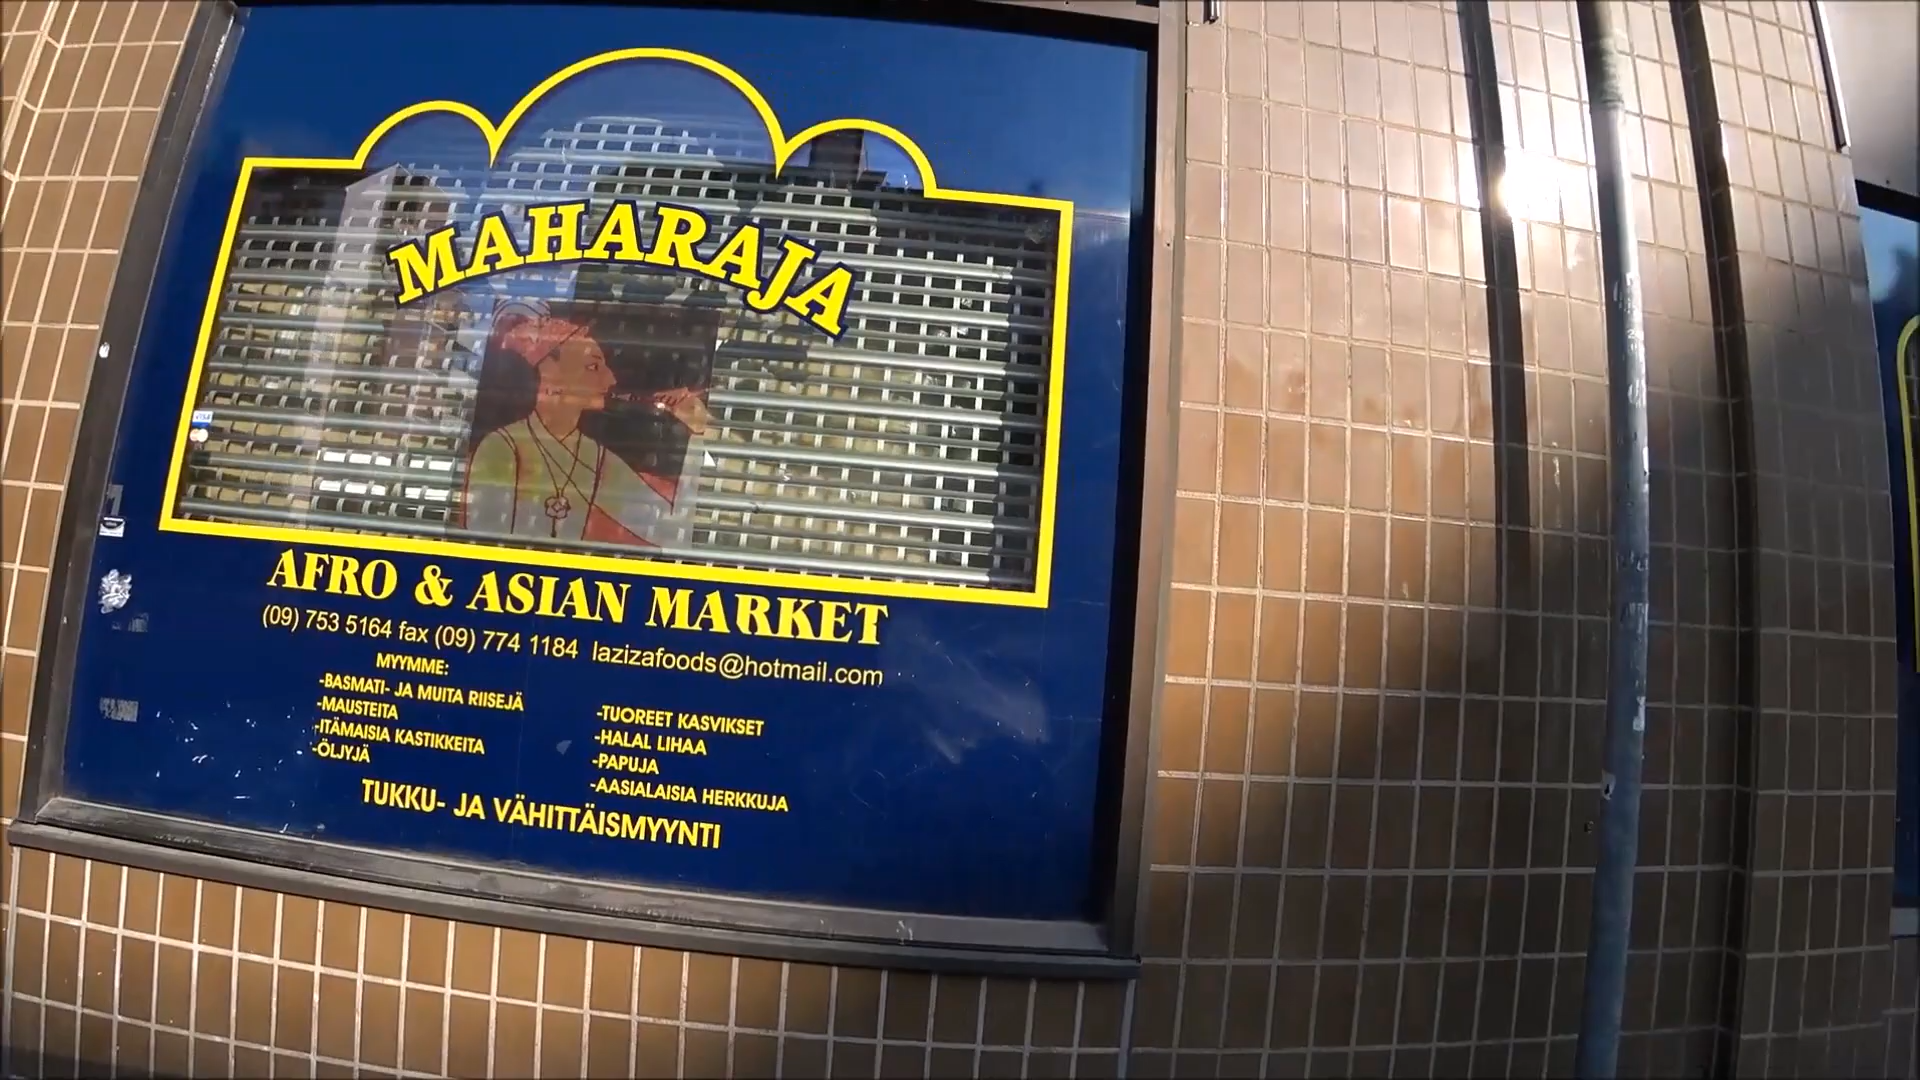 MAHARAJA
AFRO & ASIAN MARKET
(09) 753 5164 fax (09) 774 1184 lazizafoods@hotmail.com
MYYMME:
-BASMATI- JA MUITA RIISEJÄ
-MAUSTEITA
-ITÄMAISIA KASTIKKEITA
-ÖLJYJÄ
-TUOREET KASVIKSET
-HALAL LIHAA
-PAPUJA
-AASIALAISIA HERKKUJA
TUKKU- JA VÄHITTÄISMYYNTI
VISA